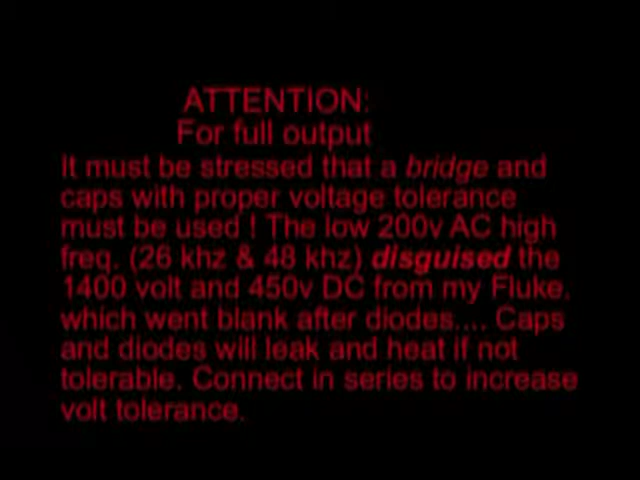 ATTENTION:
For full output
It must be stressed that a bridge and
caps with proper voltage tolerance
must be used ! The low 200v AC high
freq. (26 khz & 48 khz) disguised the
1400 volt and 450v DC from my Fluke,
which went blank after diodes.... Caps
and diodes will leak and heat if not
tolerable. Connect in series to increase
volt tolerance.